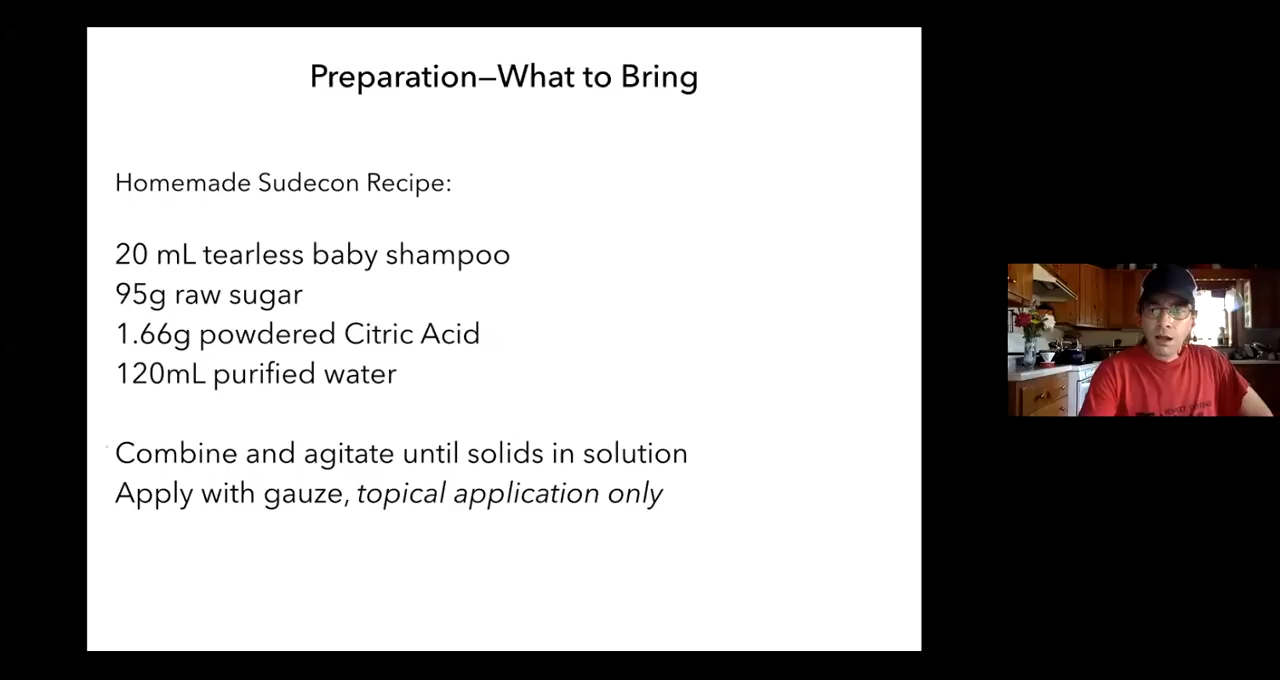 Preparation—What to Bring
Homemade Sudecon Recipe:
20 mL tearless baby shampoo
95g raw sugar
1.66g powdered Citric Acid
120mL purified water
Combine and agitate until solids in solution
Apply with gauze, topical application only